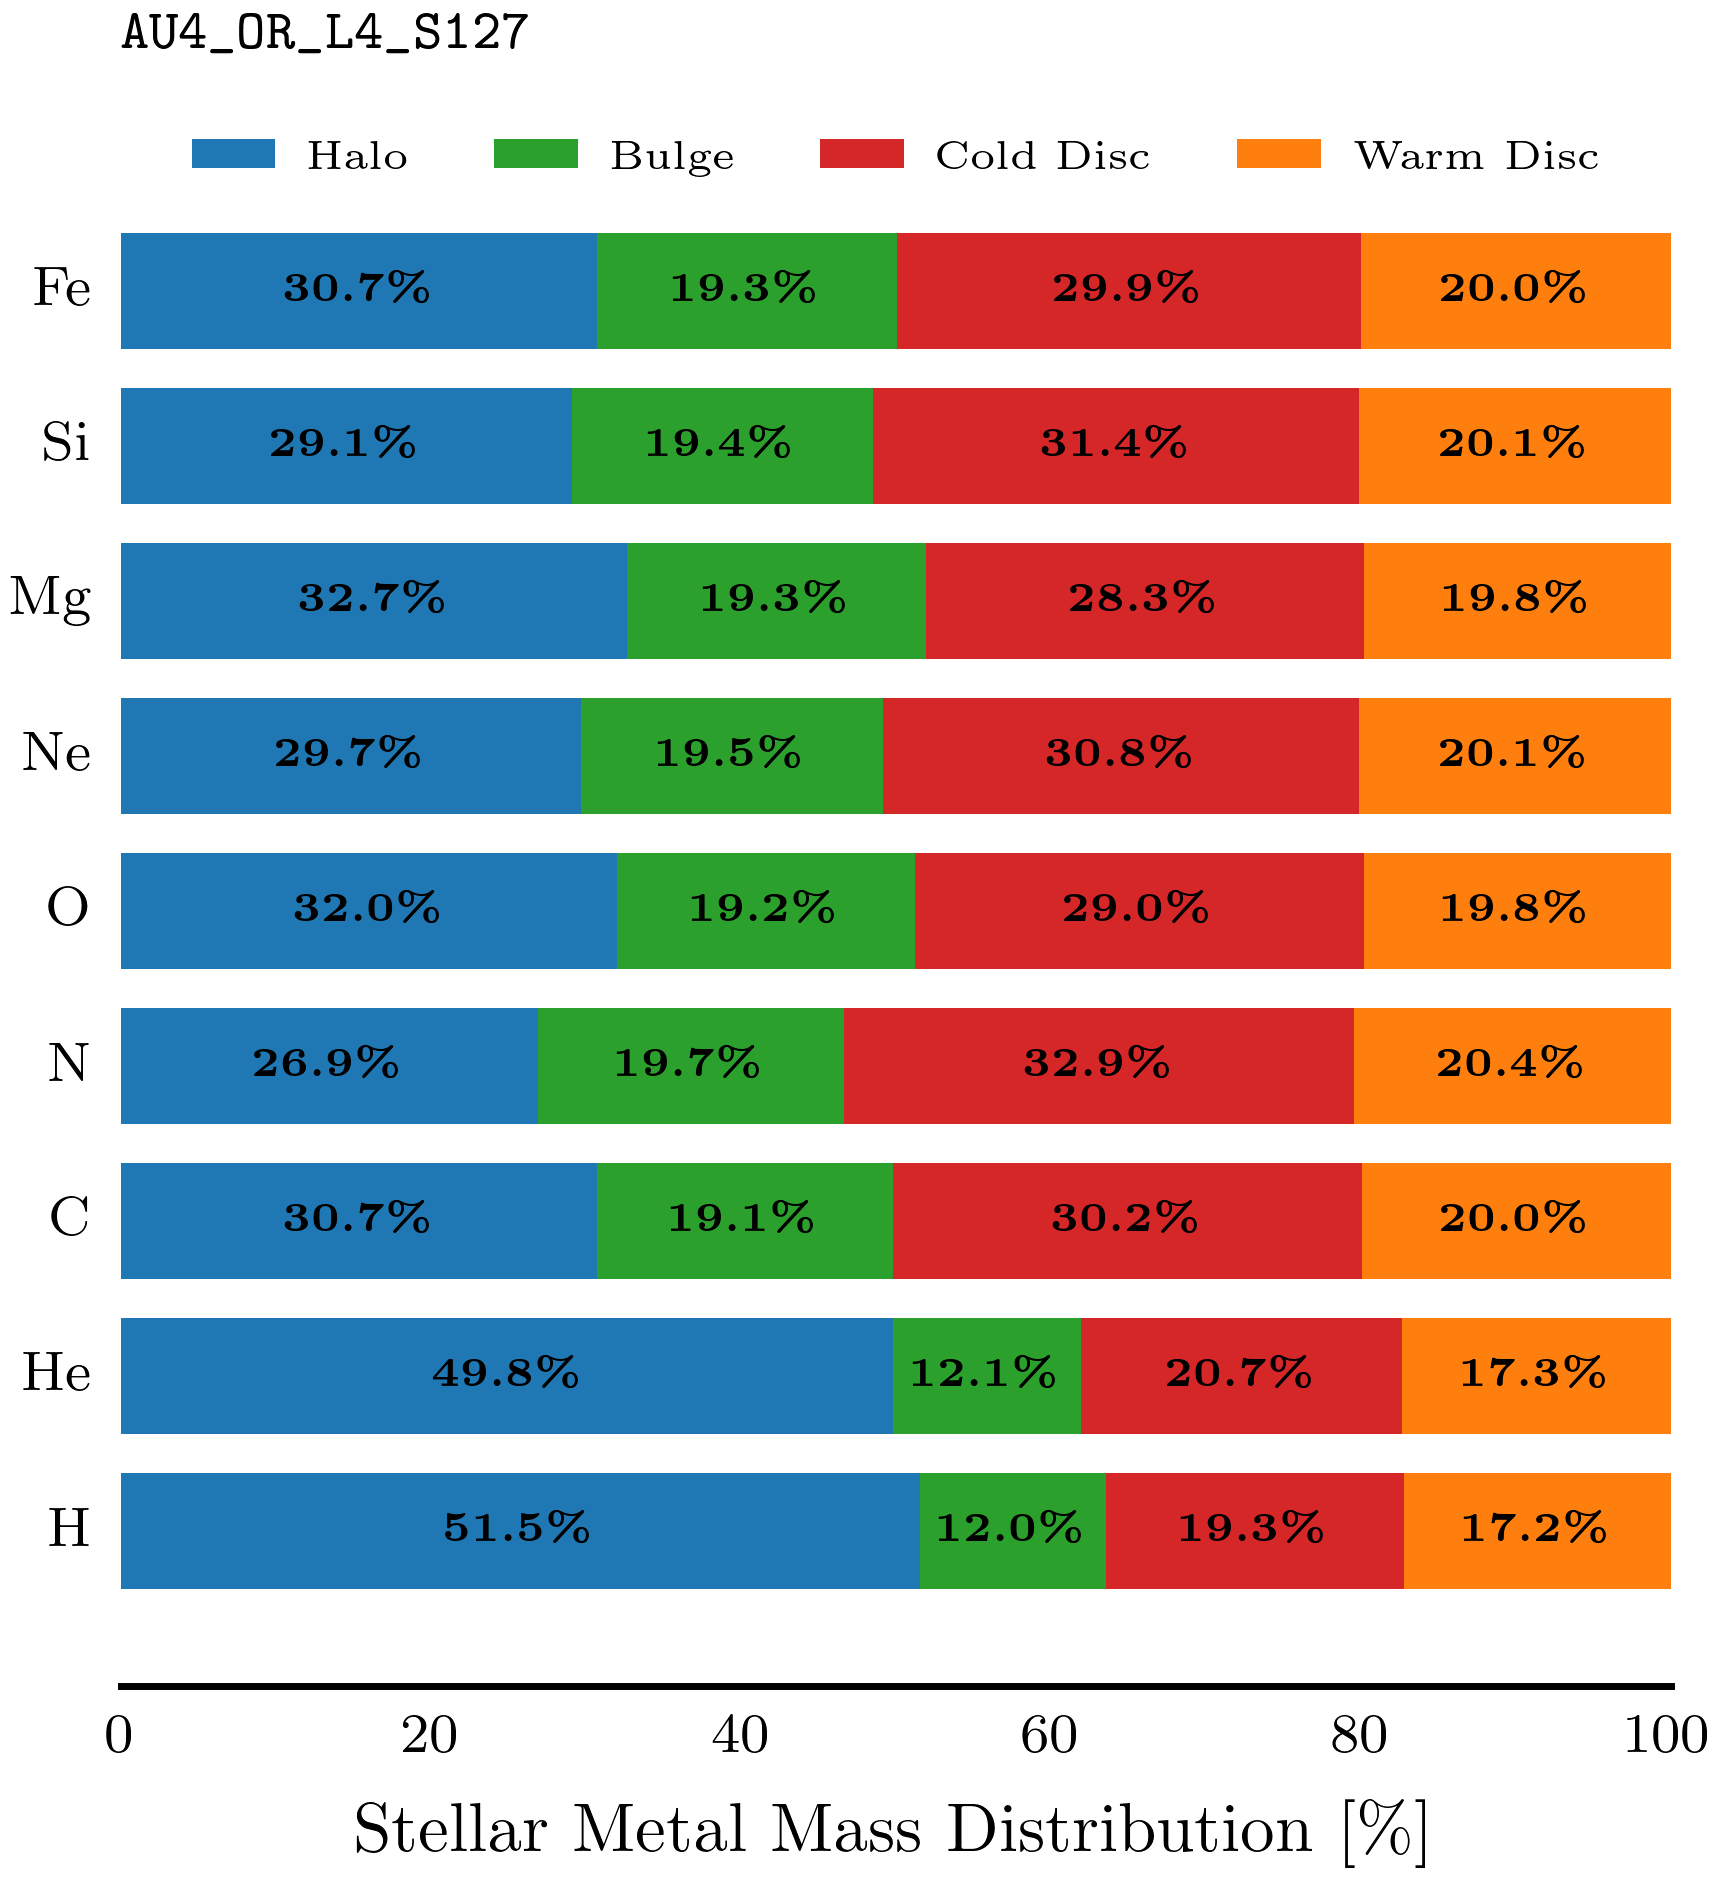 AU4_OR_L4_S127
Halo Bulge Cold Disc Warm Disc
Fe 30.7% 19.3% 29.9% 20.0%
Si 29.1% 19.4% 31.4% 20.1%
Mg 32.7% 19.3% 28.3% 19.8%
Ne 29.7% 19.5% 30.8% 20.1%
O 32.0% 19.2% 29.0% 19.8%
N 26.9% 19.7% 32.9% 20.4%
C 30.7% 19.1% 30.2% 20.0%
He 49.8% 12.1% 20.7% 17.3%
H 51.5% 12.0% 19.3% 17.2%
0 20 40 60 80 100
Stellar Metal Mass Distribution [%]